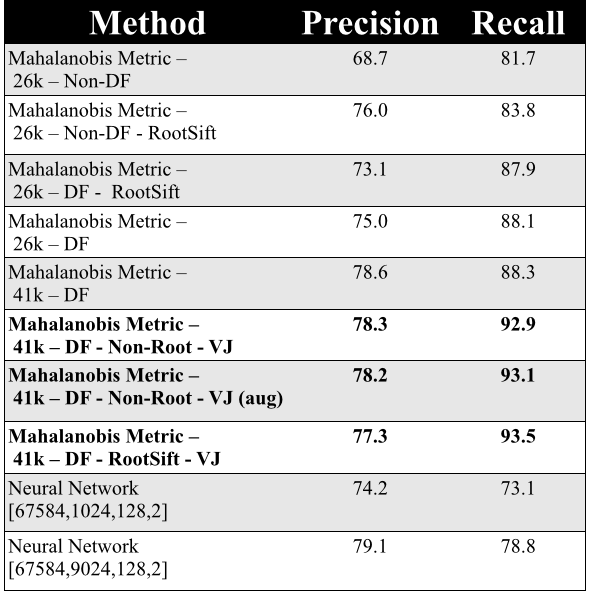 Method Precision Recall
Mahalanobis Metric – 68.7 81.7
26k – Non-DF
Mahalanobis Metric – 76.0 83.8
26k – Non-DF - RootSift
Mahalanobis Metric – 73.1 87.9
26k – DF - RootSift
Mahalanobis Metric – 75.0 88.1
26k – DF
Mahalanobis Metric – 78.6 88.3
41k – DF
Mahalanobis Metric – 78.3 92.9
41k – DF - Non-Root - VJ
Mahalanobis Metric – 78.2 93.1
41k – DF - Non-Root - VJ (aug)
Mahalanobis Metric – 77.3 93.5
41k – DF - RootSift - VJ
Neural Network 74.2 73.1
[67584,1024,128,2]
Neural Network 79.1 78.8
[67584,9024,128,2]